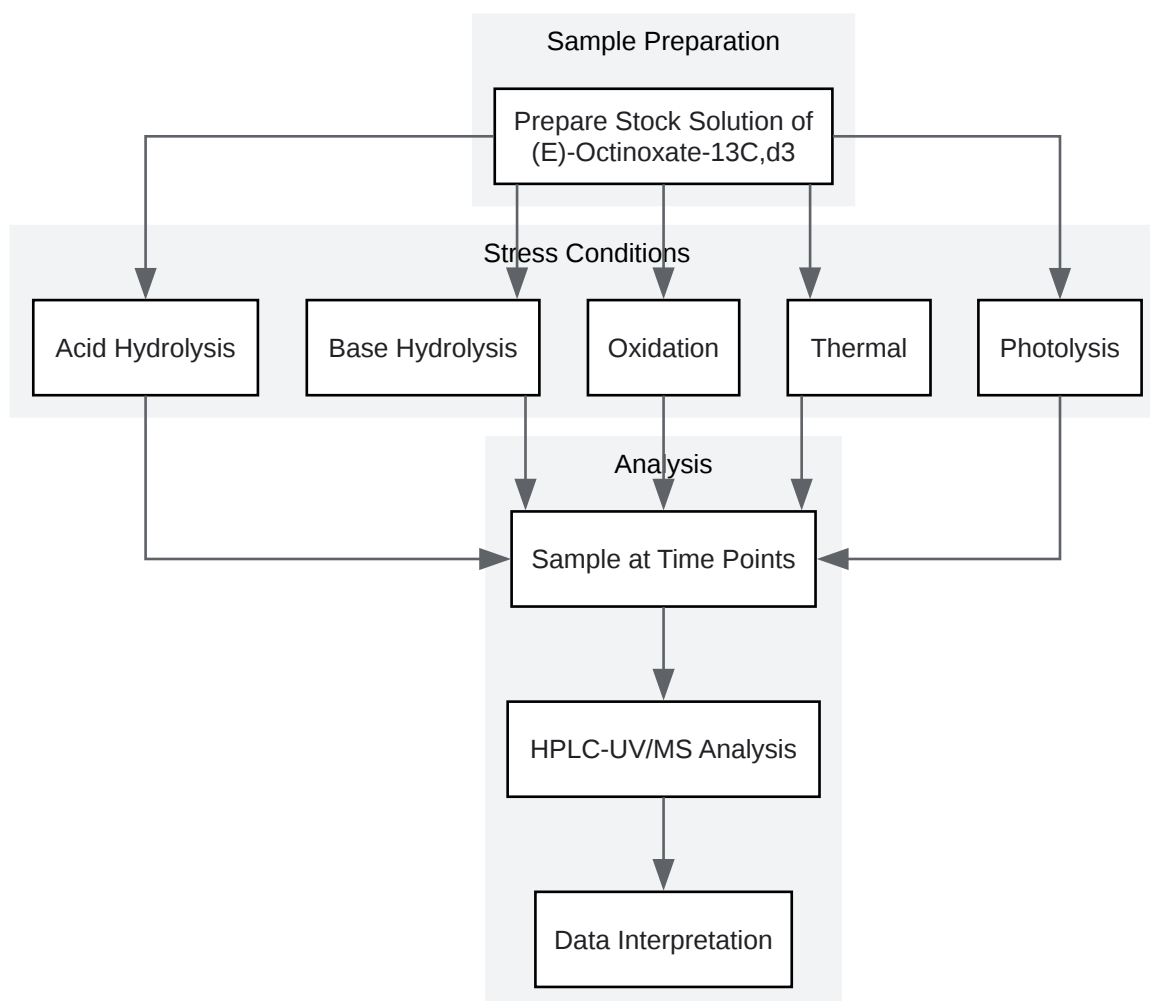 Sample Preparation
Prepare Stock Solution of
(E)-Octinoxate-13C,d3
Stress Conditions
Acid Hydrolysis
Base Hydrolysis
Oxidation
Thermal
Photolysis
Analysis
Sample at Time Points
HPLC-UV/MS Analysis
Data Interpretation